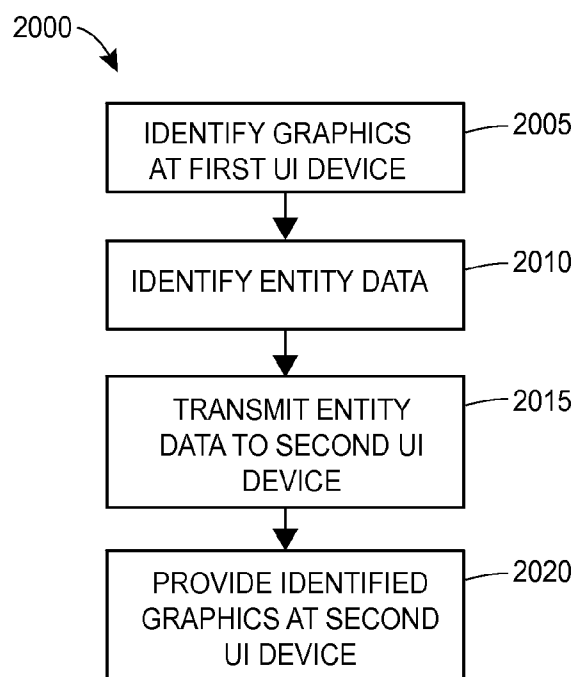 2000
IDENTIFY GRAPHICS
AT FIRST UI DEVICE
2005
IDENTIFY ENTITY DATA
2010
TRANSMIT ENTITY
DATA TO SECOND UI
DEVICE
2015
PROVIDE IDENTIFIED
GRAPHICS AT SECOND
UI DEVICE
2020